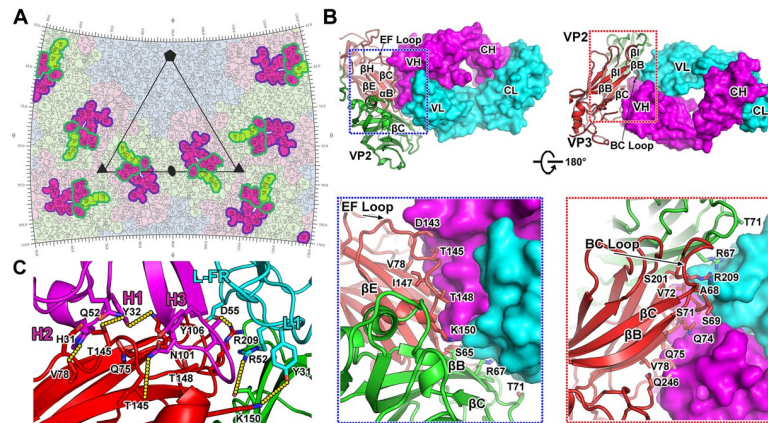 A
B
VP2
EF Loop
βH
βC
βE
αB
βC
VP2
VH
CH
VL
CL
VP2
βI
βI
βB
βB
βC
VL
CH
VH
CL
VP3
BC Loop
180°
EF Loop
D143
T145
V78
I147
βE
T148
K150
S65
βB
R67
βC
T71
T71
BC Loop
R67
S201
R209
V72
A68
βC
S71
S69
βB
Q74
Q75
V78
Q246
C
L-FR
H1
H3
D55
Q52
Y32
L1
H2
Y106
H31
R209
T145
N101
R52
V78
Q75
T148
Y31
T145
K150